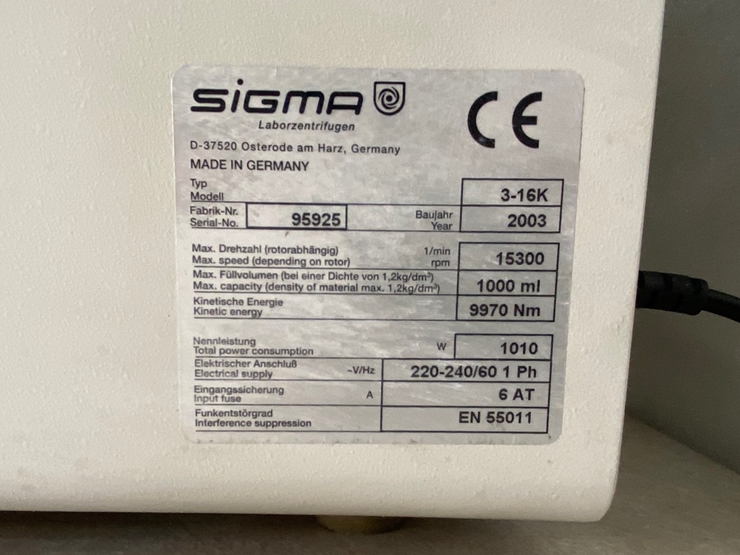 SIGMA
Laborzentrifugen
CE
D-37520 Osterode am Harz, Germany
MADE IN GERMANY
Typ
Modell
3-16K
Fabrik-Nr.
Serial-No.
95925
Baujahr
Year
2003
Max. Drehzahl (rotorabhängig)
Max. speed (depending on rotor)
1/min
rpm
15300
Max. Füllvolumen (bei einer Dichte von 1,2kg/dm³)
Max. capacity (density of material max. 1,2kg/dm³)
1000 ml
Kinetische Energie
Kinetic energy
9970 Nm
Nennleistung
Total power consumption
W
1010
Elektrischer Anschluß
Electrical supply
~V/Hz
220-240/60 1 Ph
Eingangssicherung
Input fuse
A
6 AT
Funkentstörgrad
Interference suppression
EN 55011